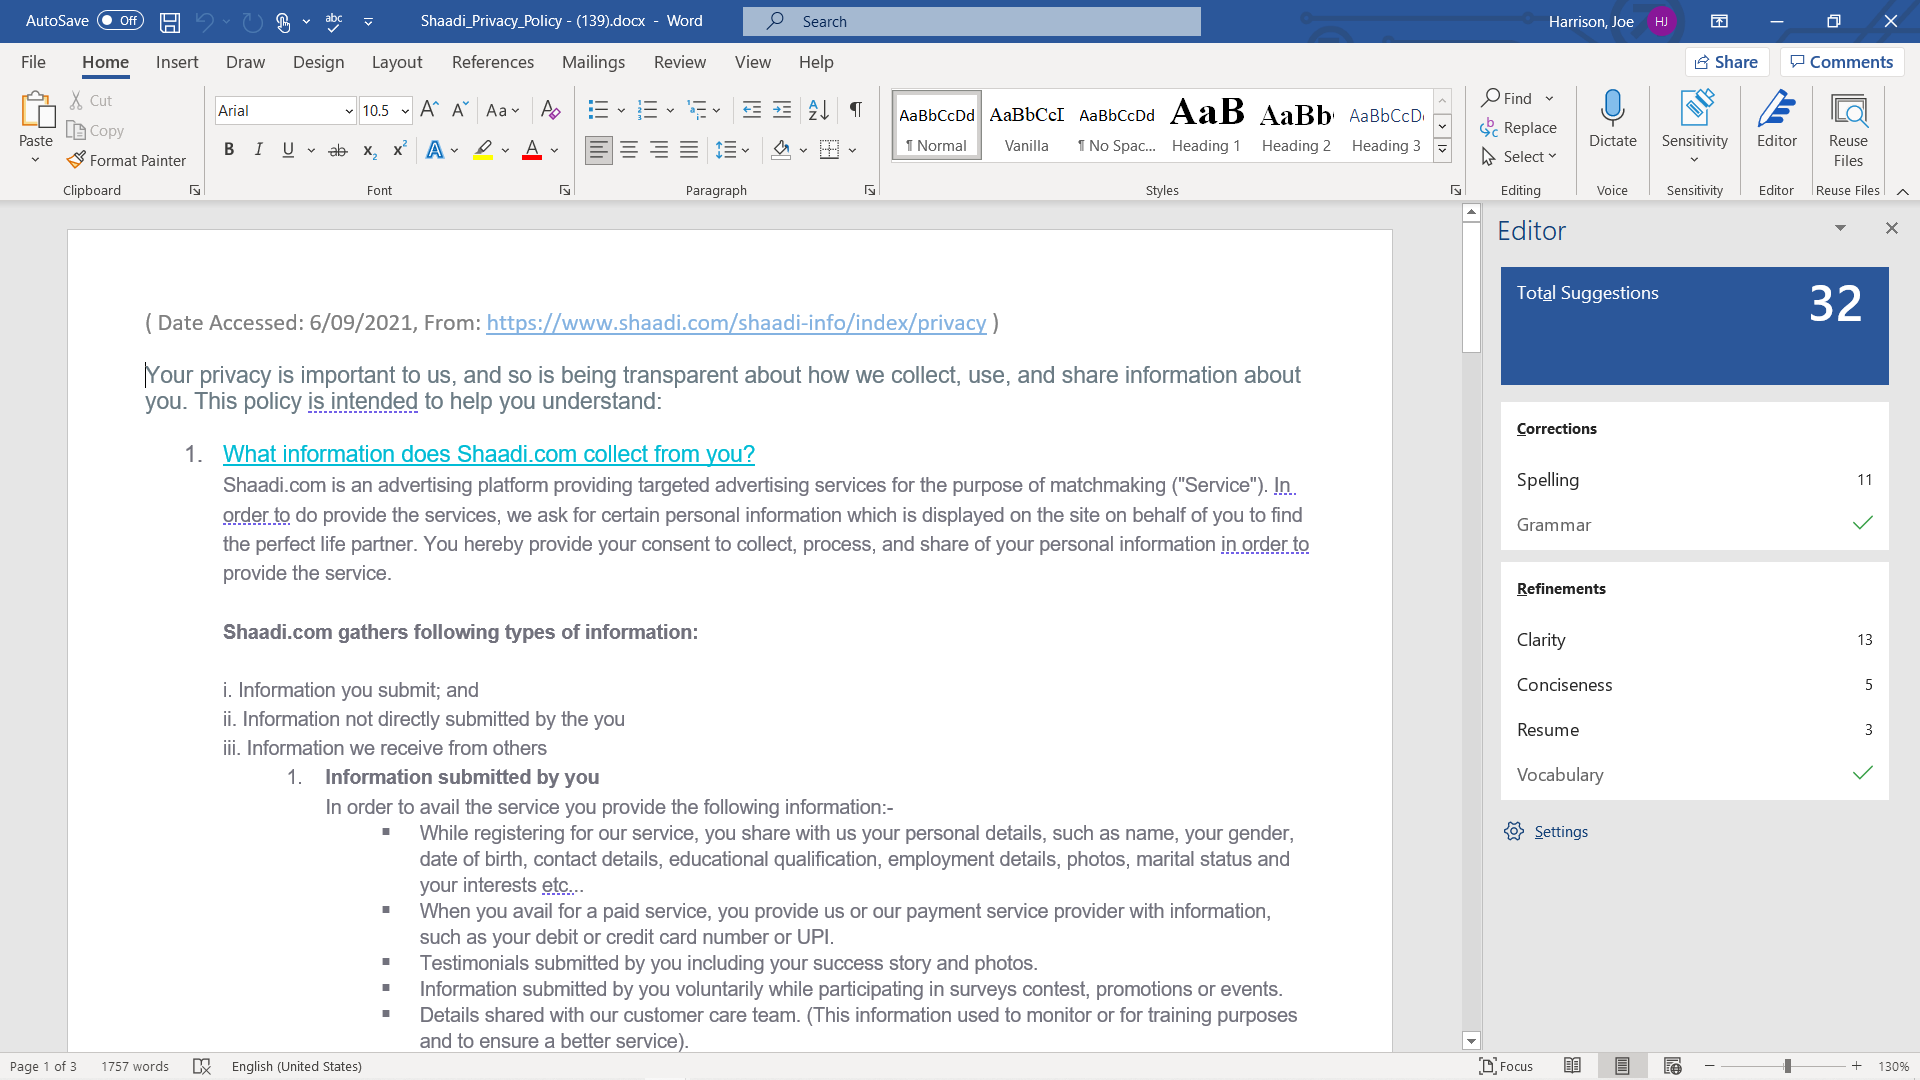 AutoSave Off abc Shaadi_Privacy_Policy - (139).docx - Word Search Harrison, Joe HJ
File Home Insert Draw Design Layout References Mailings Review View Help Share Comments
Paste Cut Copy Format Painter
Clipboard
Arial 10.5 Aa
B I U ab x₂ x² A A
Font
Paragraph
AaBbCcDd AaBbCcI AaBbCcDd AaB AaBb AaBbCcD
¶ Normal Vanilla ¶ No Spac... Heading 1 Heading 2 Heading 3
Styles
Find
Replace
Select
Editing
Dictate
Voice
Sensitivity
Sensitivity
Editor
Editor
Reuse
Files
Reuse Files
( Date Accessed: 6/09/2021, From: https://www.shaadi.com/shaadi-info/index/privacy )
Your privacy is important to us, and so is being transparent about how we collect, use, and share information about
you. This policy is intended to help you understand:
1. What information does Shaadi.com collect from you?
Shaadi.com is an advertising platform providing targeted advertising services for the purpose of matchmaking ("Service"). In
order to do provide the services, we ask for certain personal information which is displayed on the site on behalf of you to find
the perfect life partner. You hereby provide your consent to collect, process, and share of your personal information in order to
provide the service.
Shaadi.com gathers following types of information:
i. Information you submit; and
ii. Information not directly submitted by the you
iii. Information we receive from others
1. Information submitted by you
In order to avail the service you provide the following information:-
▪ While registering for our service, you share with us your personal details, such as name, your gender,
date of birth, contact details, educational qualification, employment details, photos, marital status and
your interests etc...
▪ When you avail for a paid service, you provide us or our payment service provider with information,
such as your debit or credit card number or UPI.
▪ Testimonials submitted by you including your success story and photos.
▪ Information submitted by you voluntarily while participating in surveys contest, promotions or events.
▪ Details shared with our customer care team. (This information used to monitor or for training purposes
and to ensure a better service).
Editor
Total Suggestions 32
Corrections
Spelling 11
Grammar
Refinements
Clarity 13
Conciseness 5
Resume 3
Vocabulary
Settings
Page 1 of 3 1757 words English (United States) Focus 130%